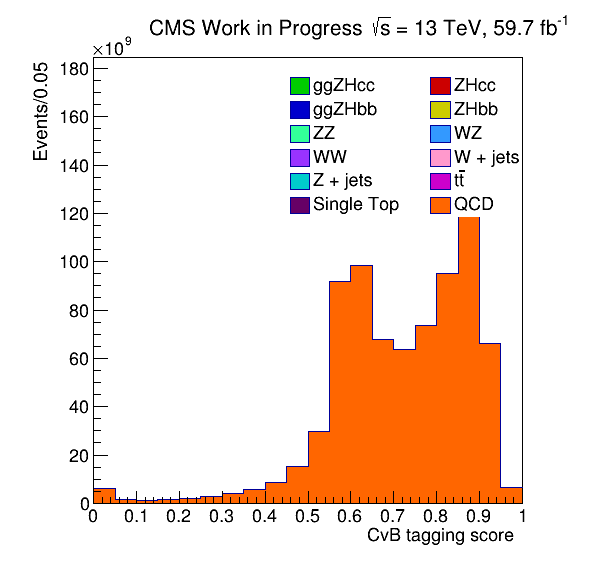 CMS Work in Progress √s = 13 TeV, 59.7 fb⁻¹
×10⁹
Events/0.05
180
160
140
120
100
80
60
40
20
0
ggZHcc ZHcc
ggZHbb ZHbb
ZZ WZ
WW W + jets
Z + jets tt̄
Single Top QCD
0 0.1 0.2 0.3 0.4 0.5 0.6 0.7 0.8 0.9 1
CvB tagging score